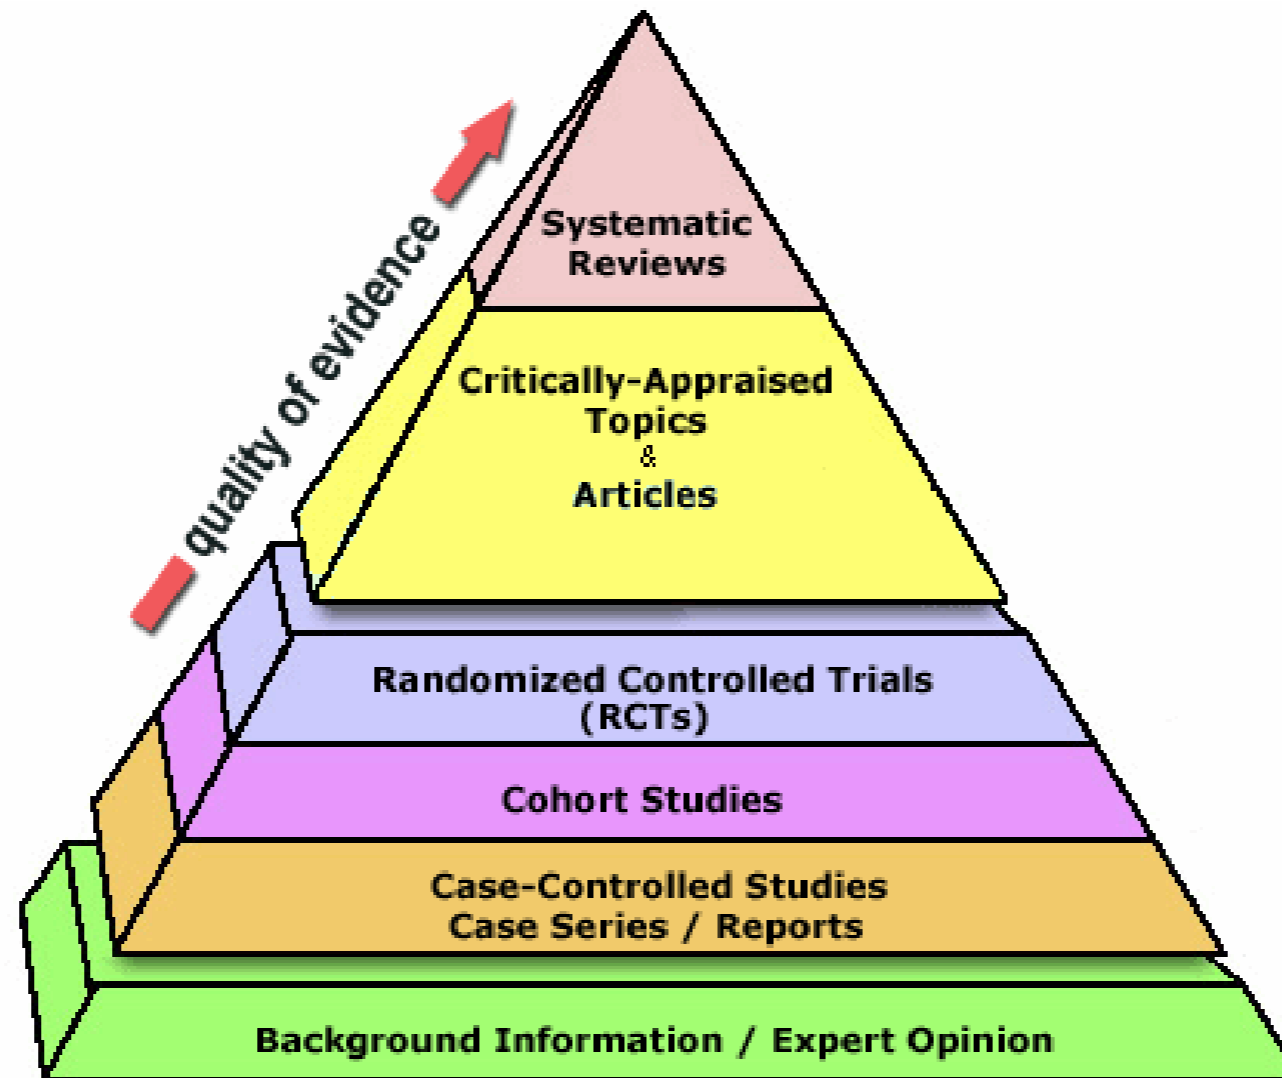 quality of evidence
Systematic
Reviews
Critically-Appraised
Topics
&
Articles
Randomized Controlled Trials
(RCTs)
Cohort Studies
Case-Controlled Studies
Case Series / Reports
Background Information / Expert Opinion